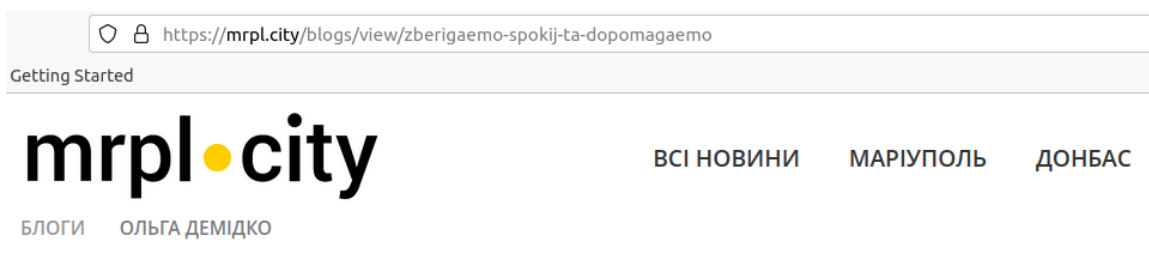 https://mrpl.city/blogs/view/zberigaemo-spokij-ta-dopomagaemo
Getting Started
mrpl•city
ВСІ НОВИНИ МАРІУПОЛЬ ДОНБАС
БЛОГИ ОЛЬГА ДЕМІДКО